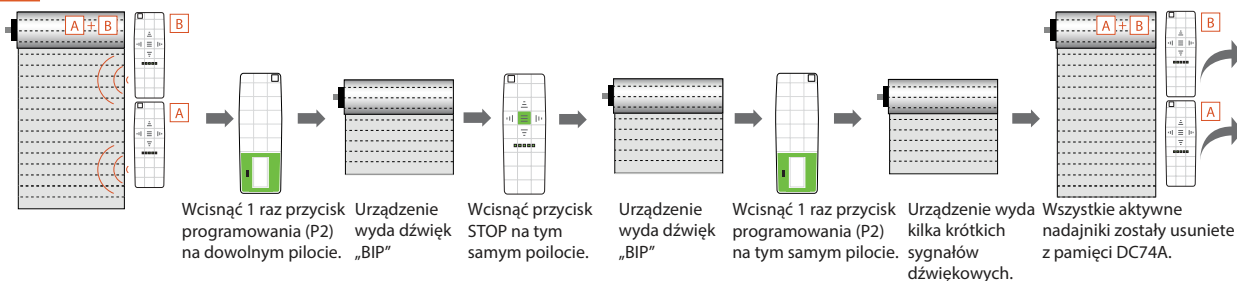 A + B
B
A
A + B
B
A
Wcisnąć 1 raz przycisk
programowania (P2)
na dowolnym pilocie.
Urządzenie
wyda dźwięk
„BIP”
Wcisnąć przycisk
STOP na tym
samym poilocie.
Urządzenie
wyda dźwięk
„BIP”
Wcisnąć 1 raz przycisk
programowania (P2)
na tym samym pilocie.
Urządzenie wyda
kilka krótkich
sygnałów
dźwiękowych.
Wszystkie aktywne
nadajniki zostały usuniete
z pamięci DC74A.